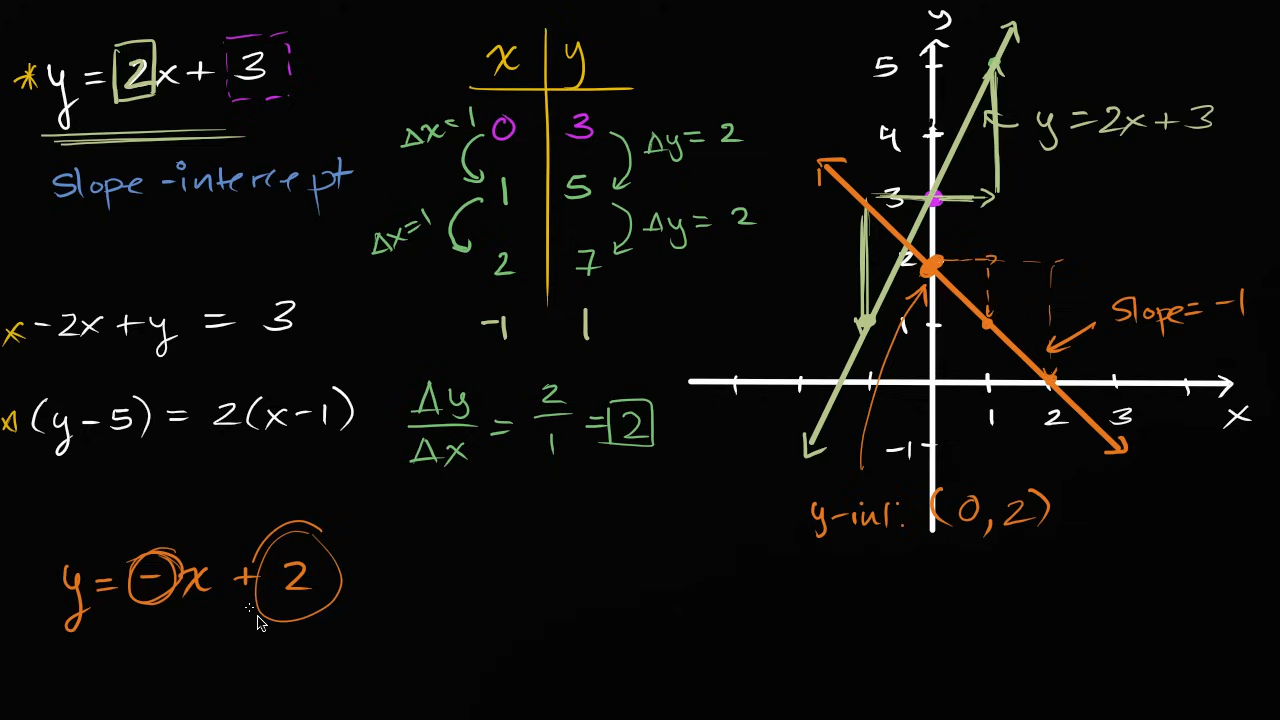 * y = 2x + 3
slope-intercept
x -2x + y = 3
x (y-5) = 2(x-1)
y = -x + 2
x y
0 3
1 5
2 7
-1 1
Δx=1
Δx=1
Δy= 2
Δy= 2
Δy/Δx = 2/1 = 2
y
5
4
3
2
1
-1
1 2 3
x
y=2x+3
Slope= -1
y-int: (0,2)